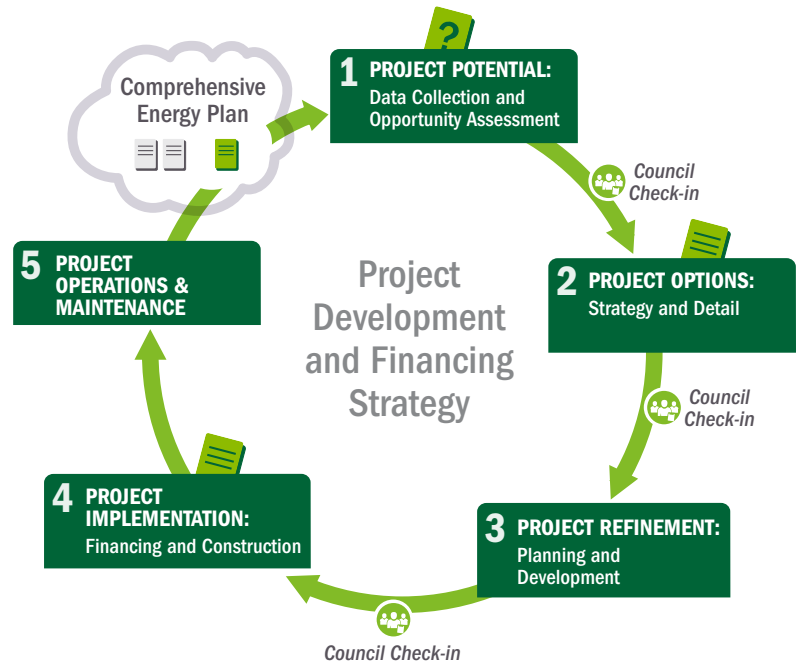 Comprehensive
Energy Plan
?
1 PROJECT POTENTIAL:
Data Collection and
Opportunity Assessment
Council
Check-in
2 PROJECT OPTIONS:
Strategy and Detail
Council
Check-in
3 PROJECT REFINEMENT:
Planning and
Development
Council Check-in
4 PROJECT
IMPLEMENTATION:
Financing and Construction
5 PROJECT
OPERATIONS &
MAINTENANCE
Project
Development
and Financing
Strategy